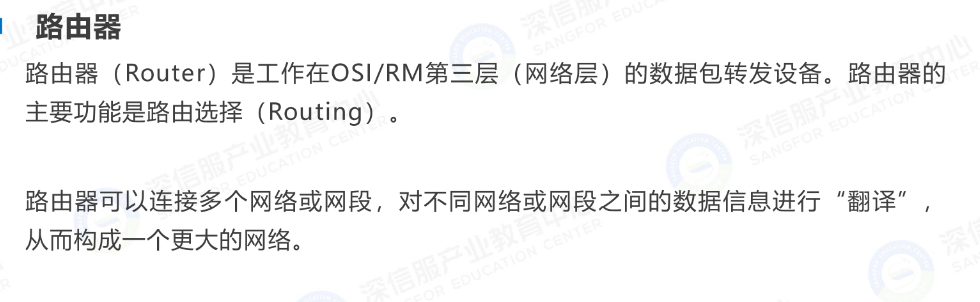 路由器
路由器（Router）是工作在OSI/RM第三层（网络层）的数据包转发设备。路由器的
主要功能是路由选择（Routing）。
路由器可以连接多个网络或网段，对不同网络或网段之间的数据信息进行“翻译”，
从而构成一个更大的网络。
深信服产业教育中心
SANGFOR EDUCATION CENTER